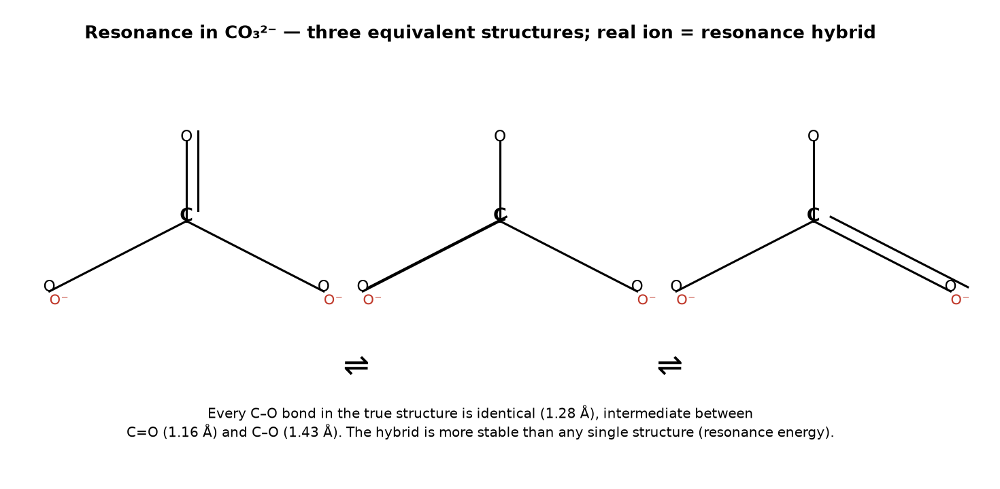 Resonance in CO₃²⁻ — three equivalent structures; real ion = resonance hybrid
O O O
C C C
O O O O O O
O⁻ O⁻ O⁻ O⁻ O⁻ O⁻
⇌ ⇌
Every C–O bond in the true structure is identical (1.28 Å), intermediate between
C=O (1.16 Å) and C–O (1.43 Å). The hybrid is more stable than any single structure (resonance energy).